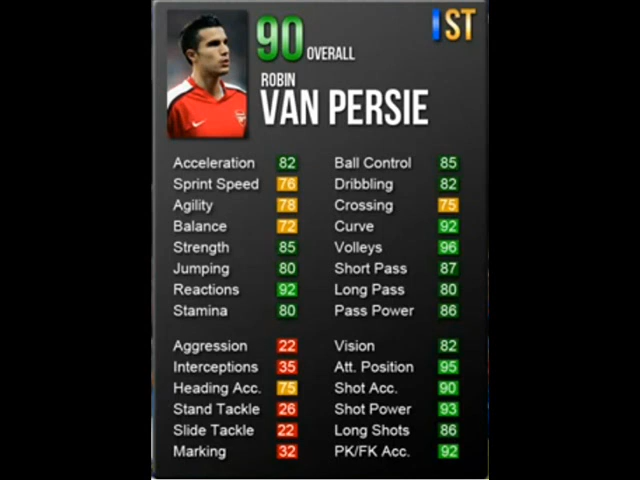 1ST
90 OVERALL
ROBIN
VAN PERSIE
Acceleration 82
Sprint Speed 76
Agility 78
Balance 72
Strength 85
Jumping 80
Reactions 92
Stamina 80
Aggression 22
Interceptions 35
Heading Acc. 75
Stand Tackle 26
Slide Tackle 22
Marking 32
Ball Control 85
Dribbling 82
Crossing 75
Curve 92
Volleys 96
Short Pass 87
Long Pass 80
Pass Power 86
Vision 82
Att. Position 95
Shot Acc. 90
Shot Power 93
Long Shots 86
PK/FK Acc. 92